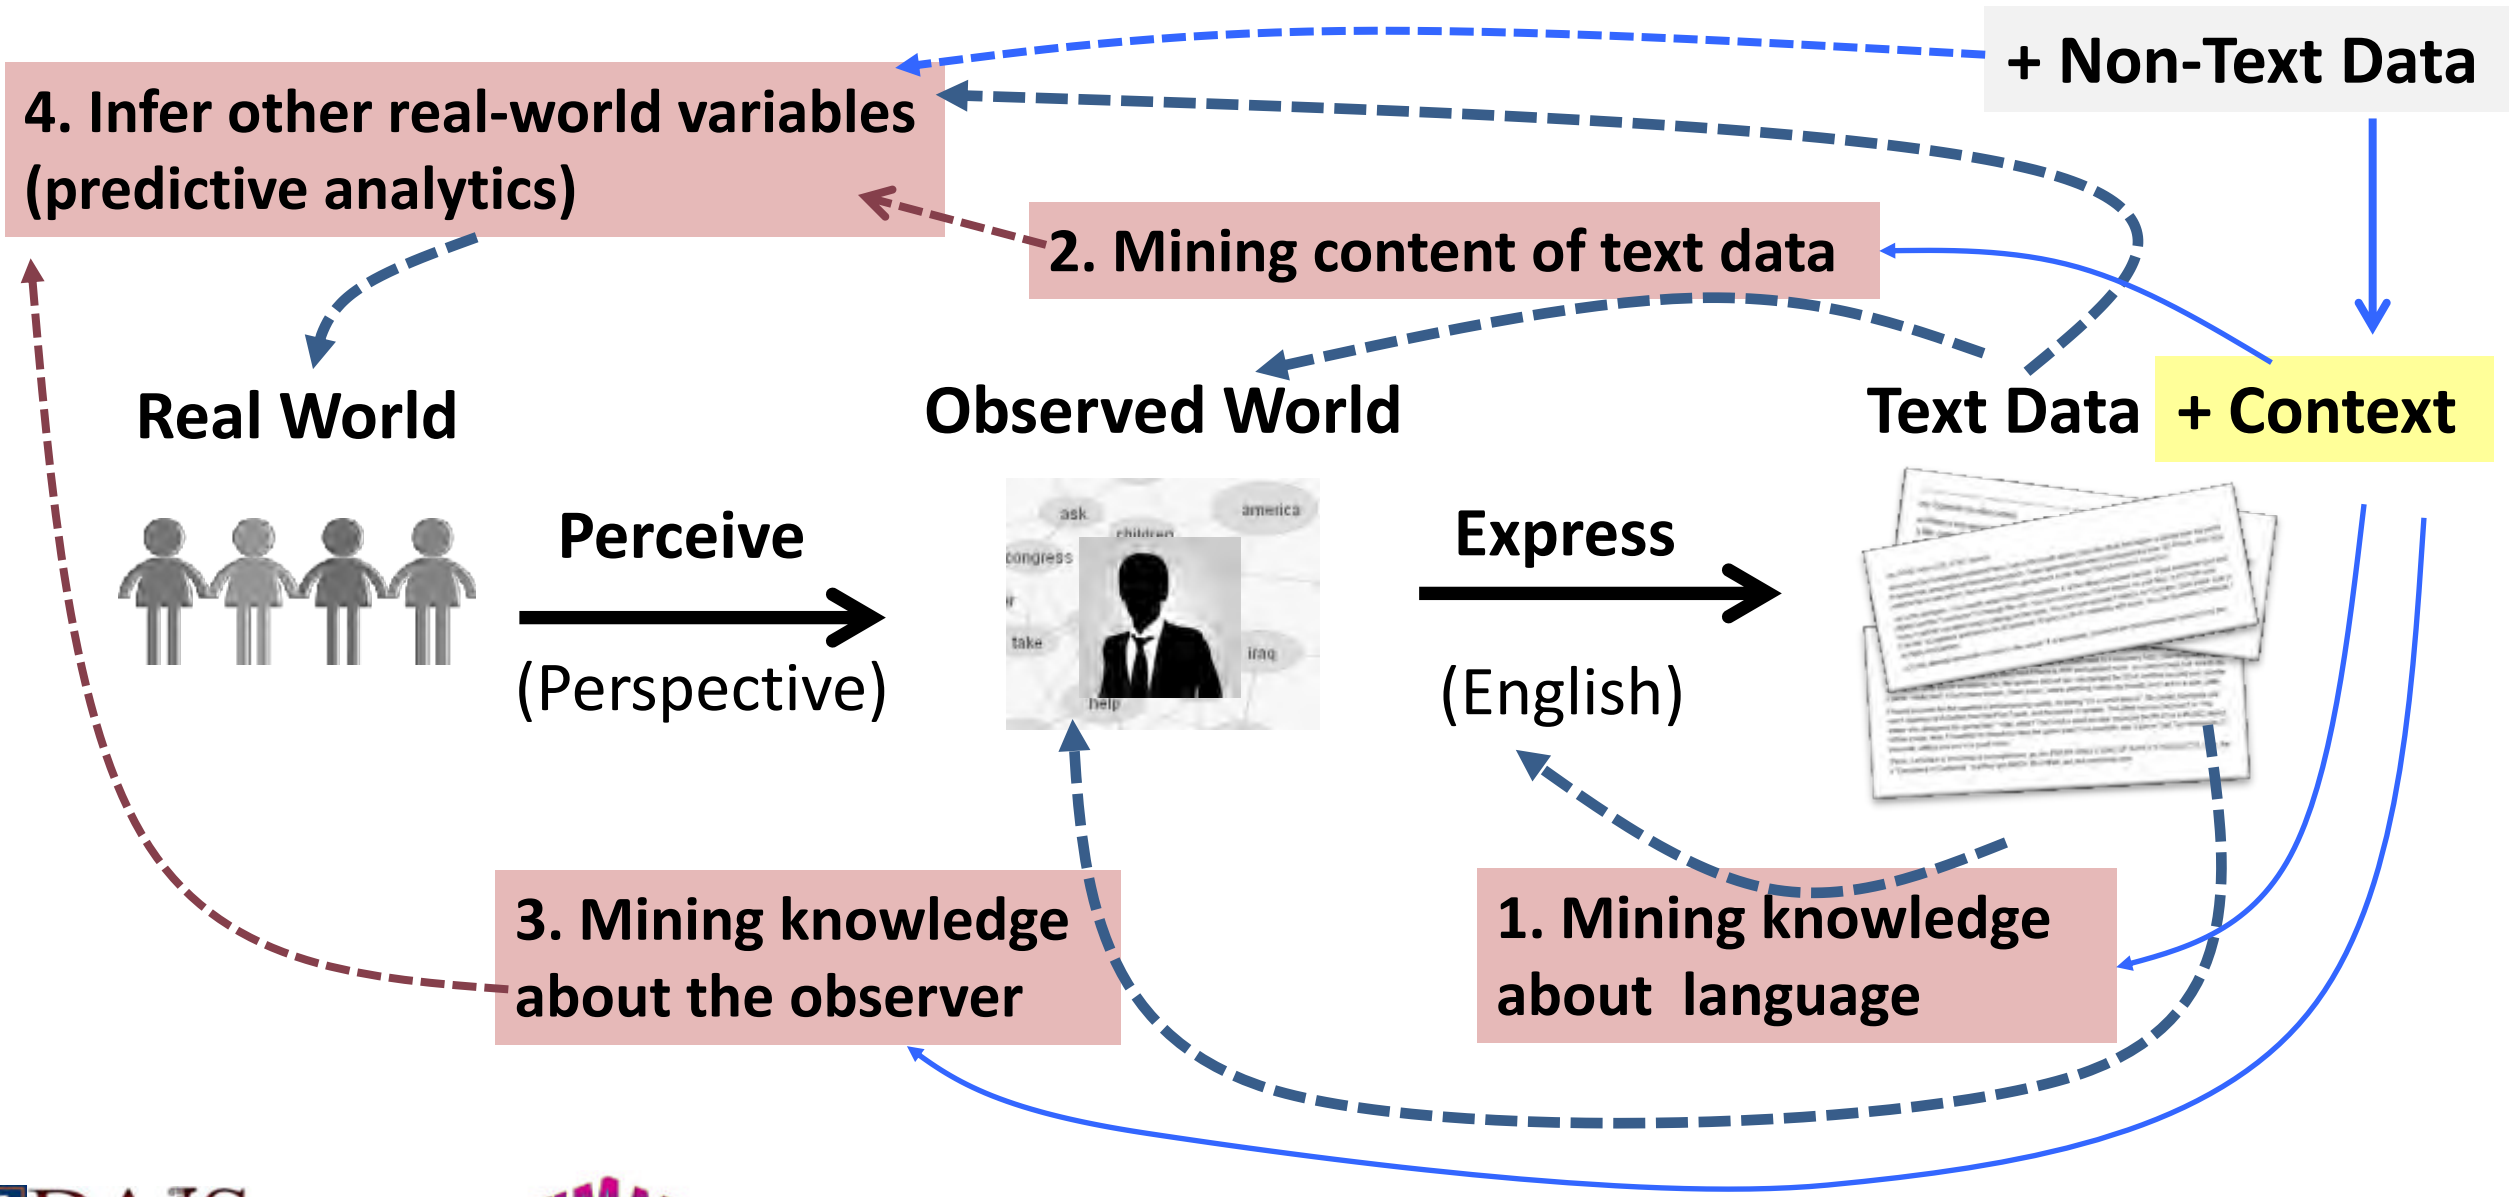 + Non-Text Data
4. Infer other real-world variables
(predictive analytics)
2. Mining content of text data
Real World
Observed World
Text Data + Context
Perceive
(Perspective)
ask
america
children
congress
take
iraq
help
Express
(English)
3. Mining knowledge
about the observer
1. Mining knowledge
about  language